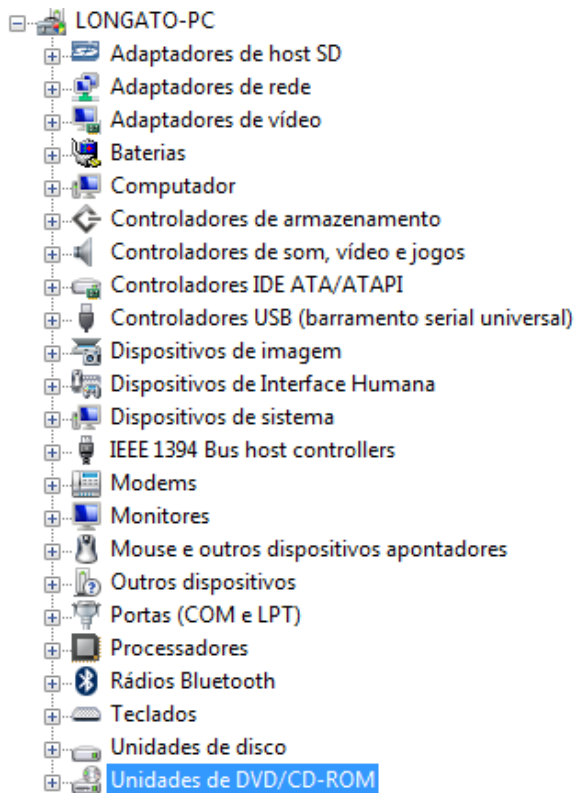 LONGATO-PC
Adaptadores de host SD
Adaptadores de rede
Adaptadores de vídeo
Baterias
Computador
Controladores de armazenamento
Controladores de som, vídeo e jogos
Controladores IDE ATA/ATAPI
Controladores USB (barramento serial universal)
Dispositivos de imagem
Dispositivos de Interface Humana
Dispositivos de sistema
IEEE 1394 Bus host controllers
Modems
Monitores
Mouse e outros dispositivos apontadores
Outros dispositivos
Portas (COM e LPT)
Processadores
Rádios Bluetooth
Teclados
Unidades de disco
Unidades de DVD/CD-ROM